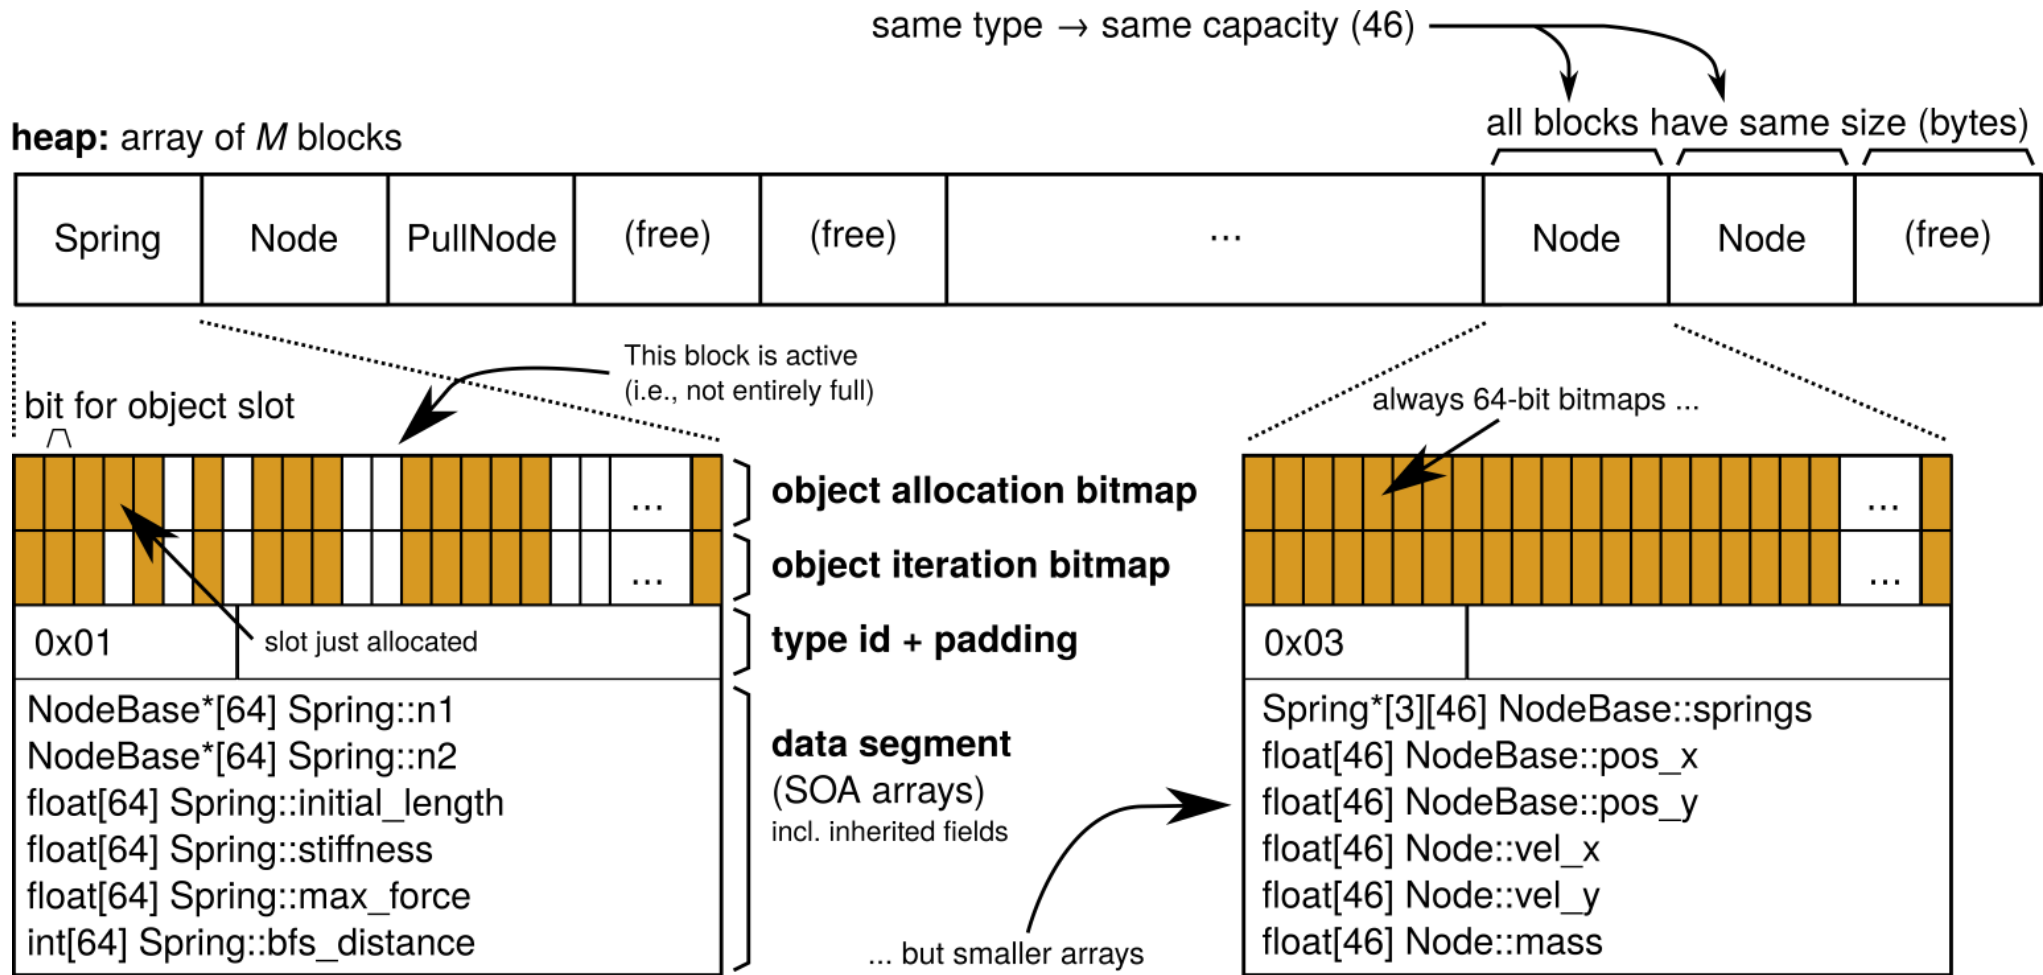 same type → same capacity (46)
all blocks have same size (bytes)
heap: array of M blocks
Spring Node PullNode (free) (free) ... Node Node (free)
This block is active
(i.e., not entirely full)
bit for object slot
always 64-bit bitmaps ...
...
object allocation bitmap
...
...
object iteration bitmap
...
0x01
slot just allocated
type id + padding
0x03
NodeBase*[64] Spring::n1
NodeBase*[64] Spring::n2
float[64] Spring::initial_length
float[64] Spring::stiffness
float[64] Spring::max_force
int[64] Spring::bfs_distance
data segment
(SOA arrays)
incl. inherited fields
... but smaller arrays
Spring*[3][46] NodeBase::springs
float[46] NodeBase::pos_x
float[46] NodeBase::pos_y
float[46] Node::vel_x
float[46] Node::vel_y
float[46] Node::mass